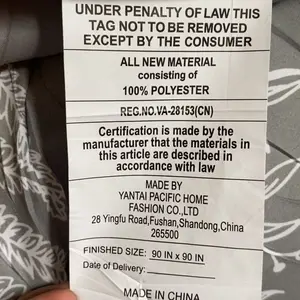 UNDER PENALTY OF LAW THIS
TAG NOT TO BE REMOVED
EXCEPT BY THE CONSUMER
ALL NEW MATERIAL
consisting of
100% POLYESTER
REG.NO.VA-28153(CN)
Certification is made by the
manufacturer that the materials in
this article are described in
accordance with law
MADE BY
YANTAI PACIFIC HOME
FASHION CO.,LTD
28 Yingfu Road,Fushan,Shandong,China
265500
FINISHED SIZE: 90 IN x 90 IN
Date of Delivery:
MADE IN CHINA